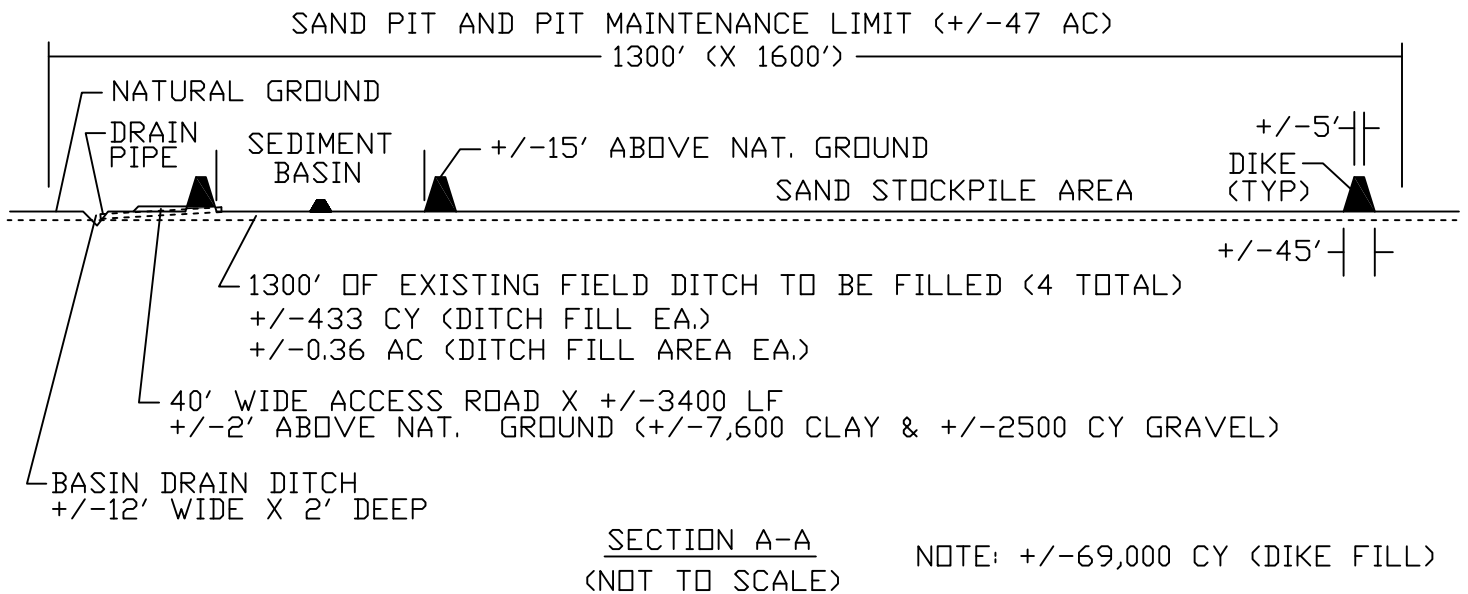 SAND PIT AND PIT MAINTENANCE LIMIT (+/-47 AC)
1300' (X 1600')
NATURAL GROUND
DRAIN
PIPE
SEDIMENT
BASIN
+/-15' ABOVE NAT. GROUND
SAND STOCKPILE AREA
+/-5'
DIKE
(TYP)
+/-45'
1300' OF EXISTING FIELD DITCH TO BE FILLED (4 TOTAL)
+/-433 CY (DITCH FILL EA.)
+/-0.36 AC (DITCH FILL AREA EA.)
40' WIDE ACCESS ROAD X +/-3400 LF
+/-2' ABOVE NAT. GROUND (+/-7,600 CLAY & +/-2500 CY GRAVEL)
BASIN DRAIN DITCH
+/-12' WIDE X 2' DEEP
SECTION A-A
(NOT TO SCALE)
NOTE: +/-69,000 CY (DIKE FILL)